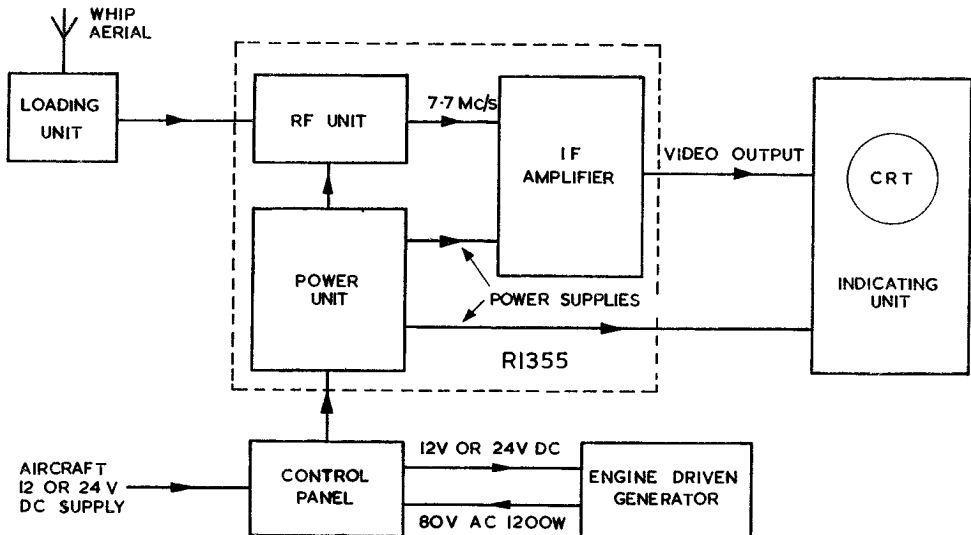 WHIP
AERIAL
LOADING
UNIT
RF UNIT
7·7 Mc/s
IF
AMPLIFIER
VIDEO OUTPUT
CRT
INDICATING
UNIT
POWER
UNIT
POWER SUPPLIES
R1355
AIRCRAFT
12 OR 24 V
DC SUPPLY
CONTROL
PANEL
12V OR 24V DC
80V AC 1200W
ENGINE DRIVEN
GENERATOR